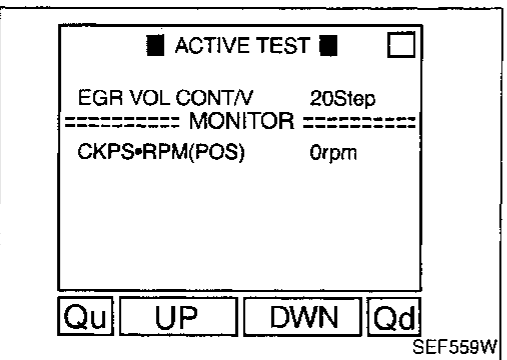 ■ ACTIVE TEST ■ □
EGR VOL CONT/V 20Step
========== MONITOR ==========
CKPS•RPM(POS) 0rpm
Qu UP DWN Qd
SEF559W